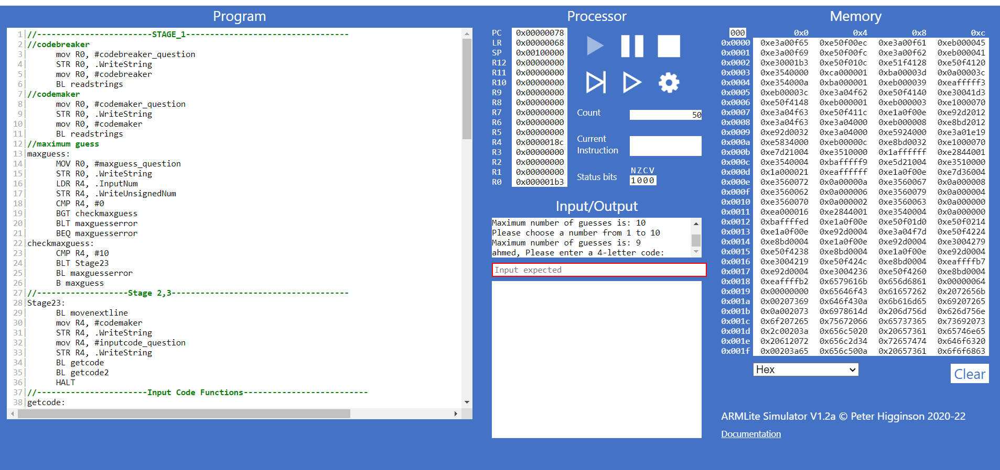 Program
1|//---------------------------STAGE_1----------------------------------
2|//codebreaker
3|      mov R0, #codebreaker_question
4|      STR R0, .WriteString
5|      mov R0, #codebreaker
6|      BL readstrings
7|//codemaker
8|      mov R0, #codemaker_question
9|      STR R0, .WriteString
10|      mov R0, #codemaker
11|      BL readstrings
12|//maximum guess
13|maxguess:
14|      MOV R0, #maxguess_question
15|      STR R0, .WriteString
16|      LDR R4, .InputNum
17|      STR R4, .WriteUnsignedNum
18|      CMP R4, #0
19|      BGT checkmaxguess
20|      BLT maxguesserror
21|      BEQ maxguesserror
22|checkmaxguess:
23|      CMP R4, #10
24|      BLT Stage23
25|      BL maxguesserror
26|      B maxguess
27|//-------------------Stage 2,3-------------------------------------
28|Stage23:
29|      BL movenextline
30|      mov R4, #codemaker
31|      STR R4, .WriteString
32|      mov R4, #inputcode_question
33|      STR R4, .WriteString
34|      BL getcode
35|      BL getcode2
36|      HALT
37|//-----------------------Input Code Functions--------------------------
38|getcode:
Processor
PC 0x00000078
LR 0x00000068
SP 0x00100000
R12 0x00000000
R11 0x00000000
R10 0x00000000
R9 0x00000000
R8 0x00000000
R7 0x00000000
R6 0x00000000
R5 0x00000000
R4 0x0000018c
R3 0x00000000
R2 0x00000000
R1 0x00000000
R0 0x000001b3
Count 50
Current
Instruction
Status bits NZCV
1000
Input/Output
Maximum number of guesses is: 10
Please choose a number from 1 to 10
Maximum number of guesses is: 9
ahmed, Please enter a 4-letter code:
Input expected
Memory
000 0x0 0x4 0x8 0xc
0x0000 0xe3a00f65 0xe50f00ec 0xe3a00f61 0xeb000045
0x0001 0xe3a00f69 0xe50f00fc 0xe3a00f62 0xeb000041
0x0002 0xe30001b3 0xe50f010c 0xe51f4128 0xe50f4120
0x0003 0xe3540000 0xca000001 0xba00003d 0x0a00003c
0x0004 0xe354000a 0xba000001 0xeb000039 0xeafffff3
0x0005 0xeb00003c 0xe3a04f62 0xe50f4140 0xe30041d3
0x0006 0xe50f4148 0xeb000001 0xeb000003 0xe1000070
0x0007 0xe3a04f63 0xe50f411c 0xe1a0f00e 0xe92d2012
0x0008 0xe3a04f63 0xe3a04000 0xeb000008 0xe8bd2012
0x0009 0xe92d0032 0xe3a04000 0xe5924000 0xe3a01e19
0x000a 0xe5834000 0xeb00000c 0xe8bd0032 0xe1000070
0x000b 0xe7d21004 0xe3510000 0x1affffff 0xe2844001
0x000c 0xe3540004 0xbafffff9 0xe5d21004 0xe3510000
0x000d 0x1a000021 0xeaffffff 0xe1a0f00e 0xe7d36004
0x000e 0xe3560072 0x0a00000a 0xe3560067 0x0a000008
0x000f 0xe3560062 0x0a000006 0xe3560079 0x0a000004
0x0010 0xe3560070 0x0a000002 0xe3560063 0x0a000000
0x0011 0xea000016 0xe2844001 0xe3540004 0x0a000000
0x0012 0xbaffffed 0xe1a0f00e 0xe50f01d0 0xe50f0214
0x0013 0xe1a0f00e 0xe92d0004 0xe3a04f7d 0xe50f4224
0x0014 0xe8bd0004 0xe1a0f00e 0xe92d0004 0xe3004279
0x0015 0xe50f4238 0xe8bd0004 0xe1a0f00e 0xe92d0004
0x0016 0xe3004219 0xe50f424c 0xe8bd0004 0xeaffffb7
0x0017 0xe92d0004 0xe3004236 0xe50f4260 0xe8bd0004
0x0018 0xeaffffb2 0x6579616b 0x656d6861 0x00000064
0x0019 0x00000000 0x65646f43 0x61657262 0x2072656b
0x001a 0x00207369 0x646f430a 0x6b616d65 0x69207265
0x001b 0x0a002073 0x6978614d 0x206d756d 0x626d756e
0x001c 0x6f207265 0x75672066 0x65737365 0x73692073
0x001d 0x2c00203a 0x656c5020 0x20657361 0x65746e65
0x001e 0x20612072 0x656c2d34 0x72657474 0x646f6320
0x001f 0x00203a65 0x656c500a 0x20657361 0x6f6f6863
Hex
Clear
ARMLite Simulator V1.2a © Peter Higginson 2020-22
Documentation